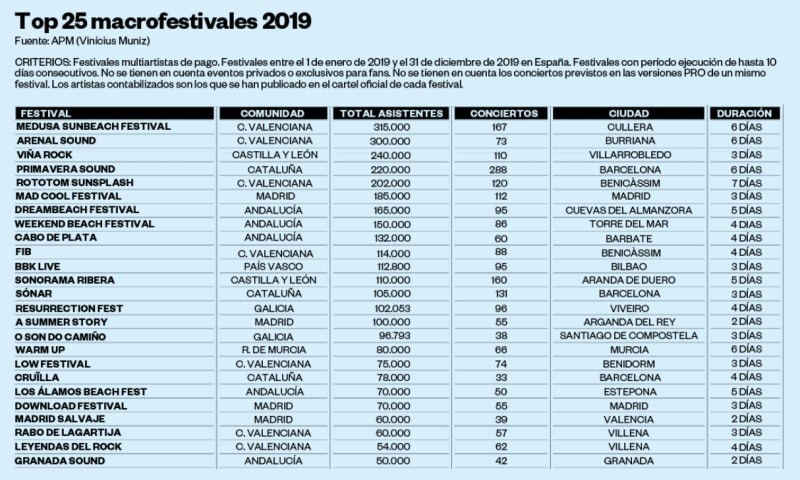 Top 25 macrofestivales 2019
Fuente: APM (Vinícius Muniz)
CRITERIOS: Festivales multiartistas de pago. Festivales entre el 1 de enero de 2019 y el 31 de diciembre de 2019 en España. Festivales con período ejecución de hasta 10
días consecutivos. No se tienen en cuenta eventos privados o exclusivos para fans. No se tienen en cuenta los conciertos previstos en las versiones PRO de un mismo
festival. Los artistas contabilizados son los que se han publicado en el cartel oficial de cada festival.
FESTIVAL COMUNIDAD TOTAL ASISTENTES CONCIERTOS CIUDAD DURACIÓN
MEDUSA SUNBEACH FESTIVAL C. VALENCIANA 315.000 167 CULLERA 6 DÍAS
ARENAL SOUND C. VALENCIANA 300.000 73 BURRIANA 6 DÍAS
VIÑA ROCK CASTILLA Y LEÓN 240.000 110 VILLARROBLEDO 3 DÍAS
PRIMAVERA SOUND CATALUÑA 220.000 288 BARCELONA 6 DÍAS
ROTOTOM SUNSPLASH C. VALENCIANA 202.000 120 BENICÀSSIM 7 DÍAS
MAD COOL FESTIVAL MADRID 185.000 112 MADRID 3 DÍAS
DREAMBEACH FESTIVAL ANDALUCÍA 165.000 95 CUEVAS DEL ALMANZORA 5 DÍAS
WEEKEND BEACH FESTIVAL ANDALUCÍA 150.000 86 TORRE DEL MAR 4 DÍAS
CABO DE PLATA ANDALUCÍA 132.000 60 BARBATE 4 DÍAS
FIB C. VALENCIANA 114.000 88 BENICÀSSIM 4 DÍAS
BBK LIVE PAÍS VASCO 112.800 95 BILBAO 3 DÍAS
SONORAMA RIBERA CASTILLA Y LEÓN 110.000 160 ARANDA DE DUERO 5 DÍAS
SÓNAR CATALUÑA 105.000 131 BARCELONA 3 DÍAS
RESURRECTION FEST GALICIA 102.053 96 VIVEIRO 4 DÍAS
A SUMMER STORY MADRID 100.000 55 ARGANDA DEL REY 2 DÍAS
O SON DO CAMIÑO GALICIA 96.793 38 SANTIAGO DE COMPOSTELA 3 DÍAS
WARM UP R. DE MURCIA 80.000 66 MURCIA 6 DÍAS
LOW FESTIVAL C. VALENCIANA 75.000 74 BENIDORM 3 DÍAS
CRUÏLLA CATALUÑA 78.000 33 BARCELONA 4 DÍAS
LOS ÁLAMOS BEACH FEST ANDALUCÍA 70.000 50 ESTEPONA 5 DÍAS
DOWNLOAD FESTIVAL MADRID 70.000 55 MADRID 3 DÍAS
MADRID SALVAJE MADRID 60.000 39 VALENCIA 2 DÍAS
RABO DE LAGARTIJA C. VALENCIANA 60.000 57 VILLENA 3 DÍAS
LEYENDAS DEL ROCK C. VALENCIANA 54.000 62 VILLENA 4 DÍAS
GRANADA SOUND ANDALUCÍA 50.000 42 GRANADA 2 DÍAS